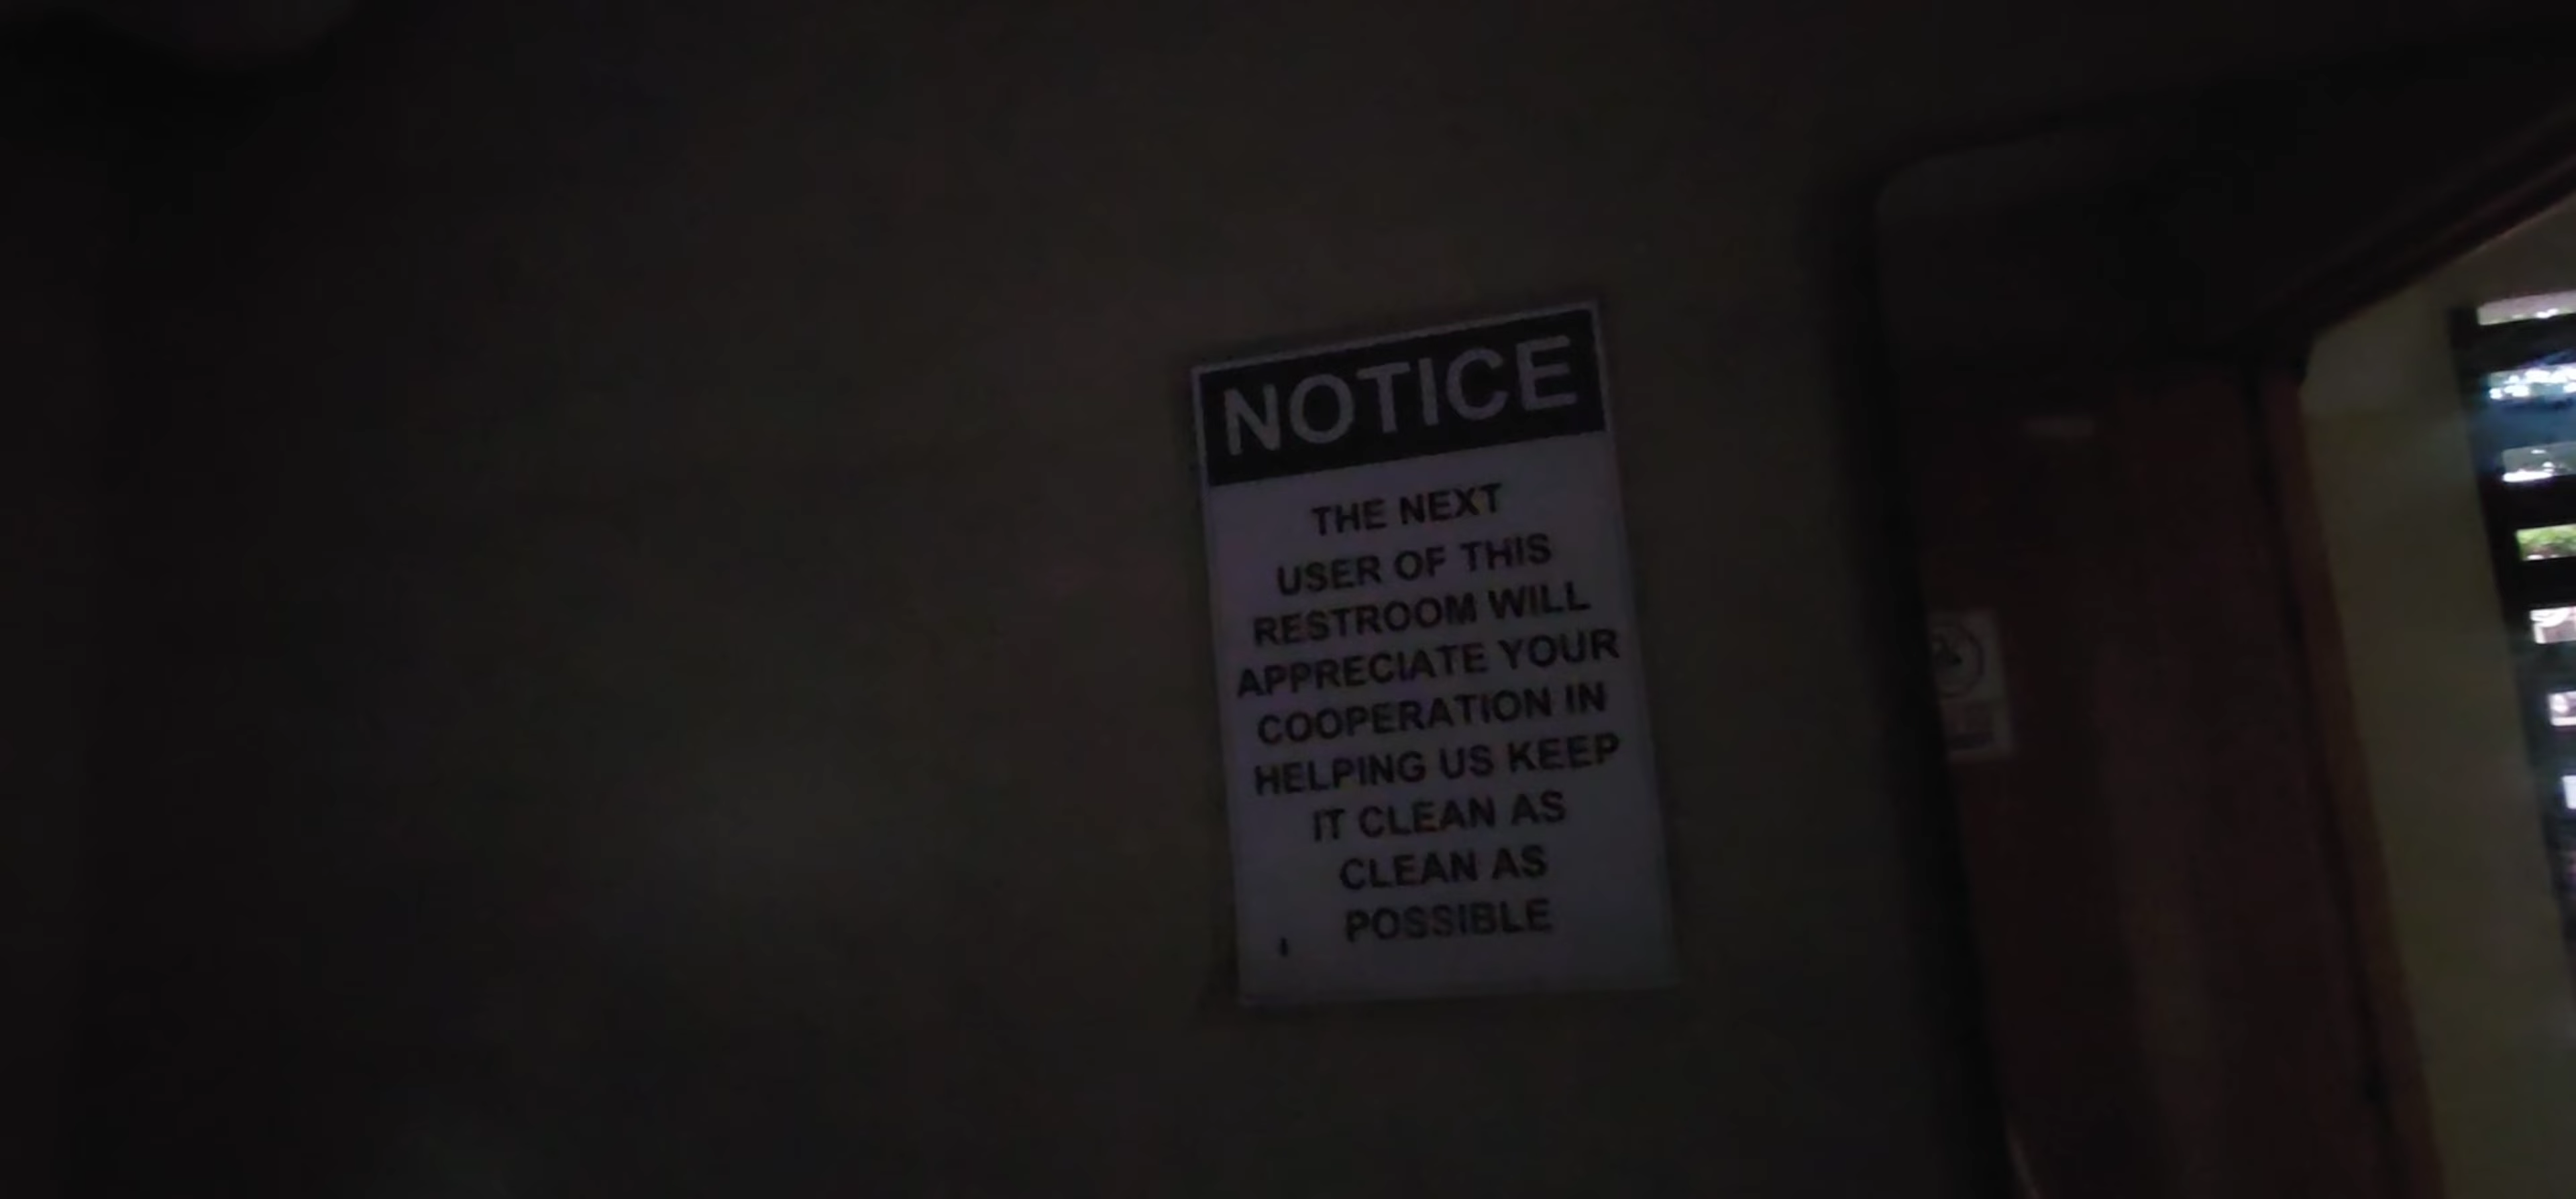 NOTICE
THE NEXT
USER OF THIS
RESTROOM WILL
APPRECIATE YOUR
COOPERATION IN
HELPING US KEEP
IT CLEAN AS
CLEAN AS
POSSIBLE